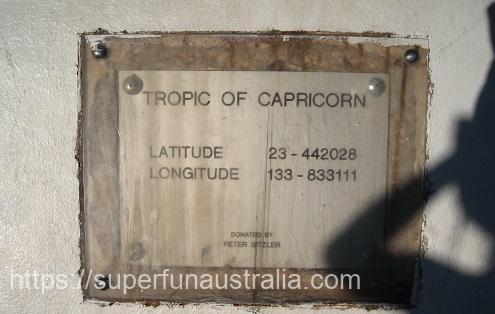 TROPIC OF CAPRICORN
LATITUDE 23 - 442028
LONGITUDE 133 - 833111
DONATED BY
PETER SITZLER
https://superfunaustralia.com